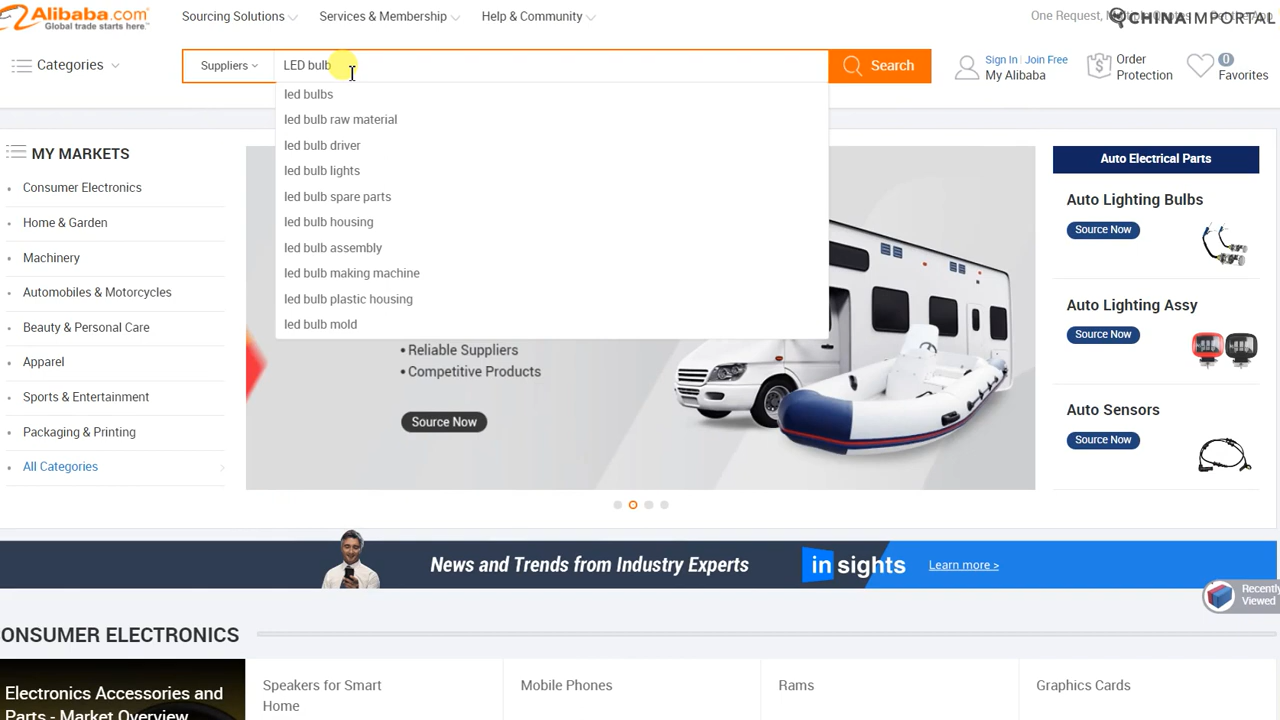 Alibaba.com
Global trade starts here.™
Sourcing Solutions
Services & Membership
Help & Community
One Request,
CHINAIMPORTAL
Categories
Suppliers
LED bulb
Search
Sign In | Join Free
My Alibaba
Order
Protection
0
Favorites
led bulbs
led bulb raw material
led bulb driver
led bulb lights
led bulb spare parts
led bulb housing
led bulb assembly
led bulb making machine
led bulb plastic housing
led bulb mold
MY MARKETS
Consumer Electronics
Home & Garden
Machinery
Automobiles & Motorcycles
Beauty & Personal Care
Apparel
Sports & Entertainment
Packaging & Printing
All Categories
• Reliable Suppliers
• Competitive Products
Source Now
Auto Electrical Parts
Auto Lighting Bulbs
Source Now
Auto Lighting Assy
Source Now
Auto Sensors
Source Now
News and Trends from Industry Experts
insights
Learn more >
Recently
Viewed
ONSUMER ELECTRONICS
Electronics Accessories and
Parts - Market Overview
Speakers for Smart
Home
Mobile Phones
Rams
Graphics Cards